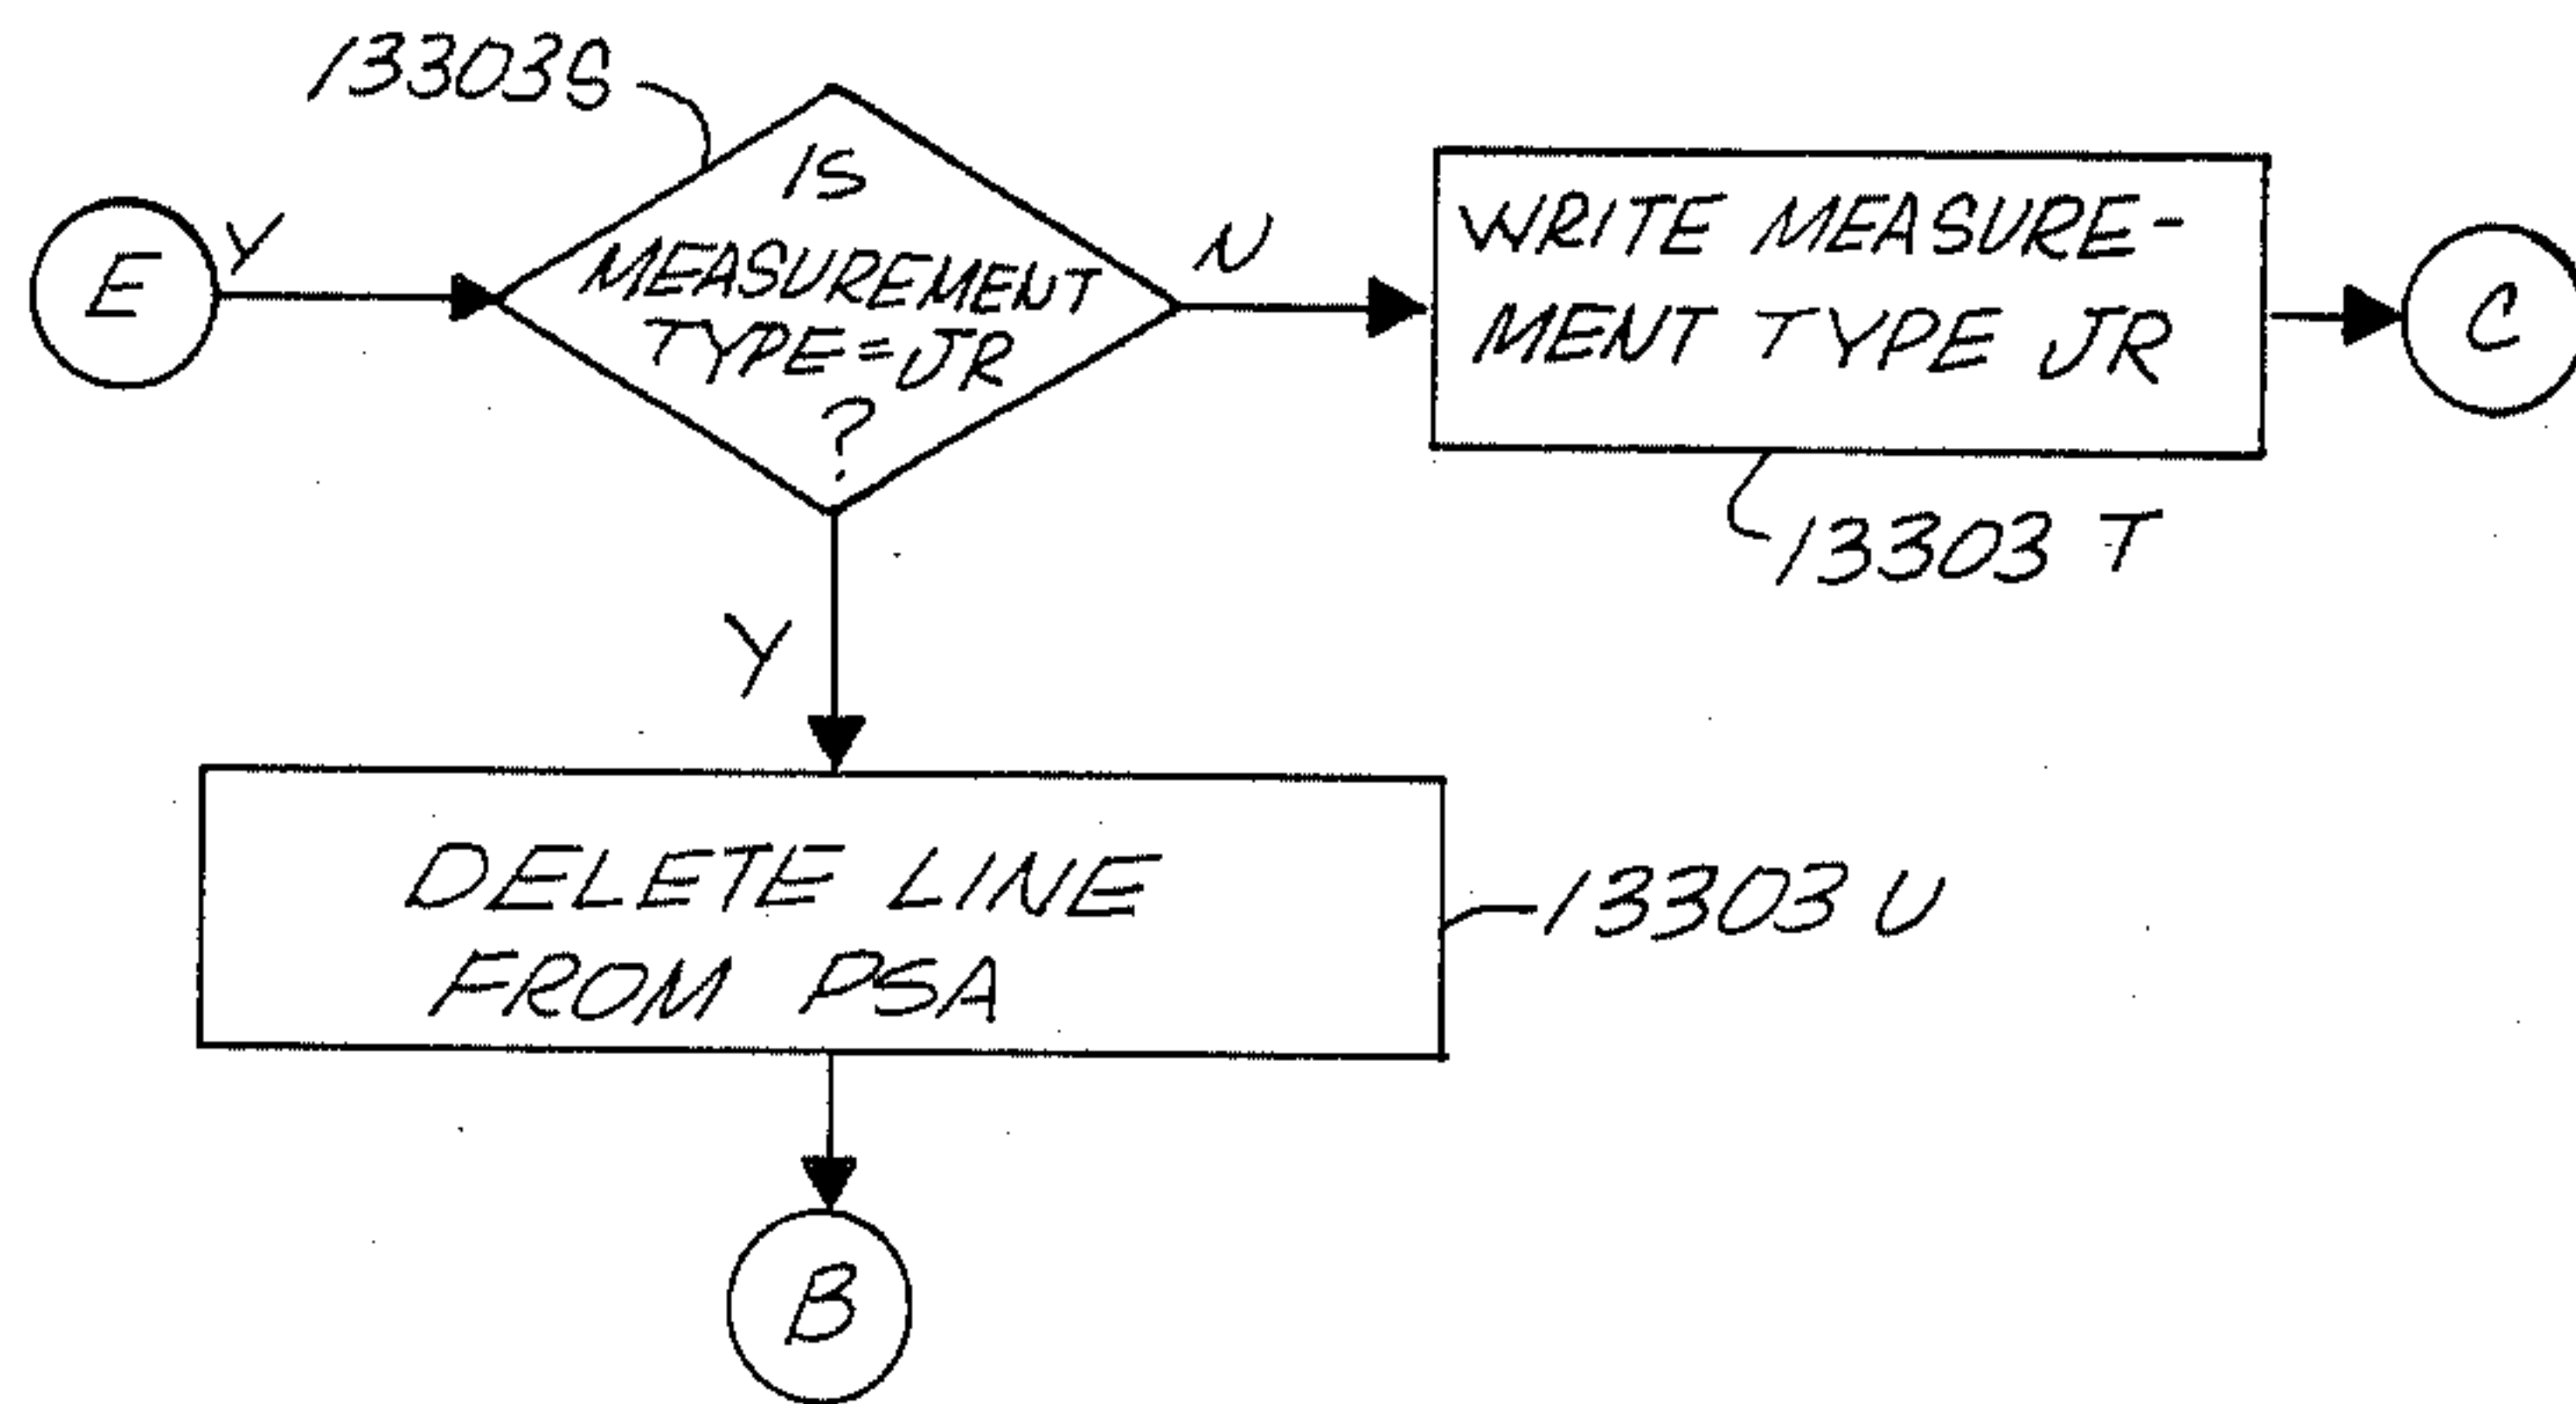 13303S
E
Y
IS
MEASUREMENT
TYPE=JR
?
N
WRITE MEASURE-
MENT TYPE JR
C
13303 T
Y
DELETE LINE
FROM PSA
13303 U
B